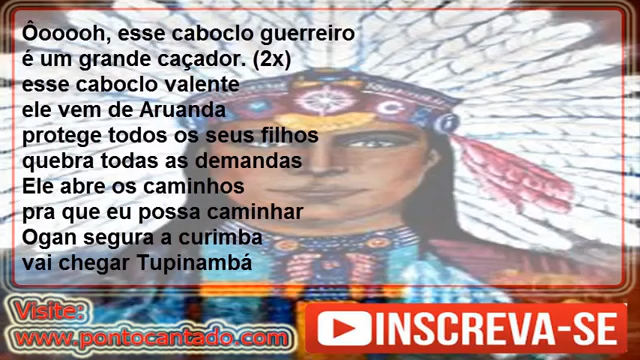 Ôooooh, esse caboclo guerreiro
é um grande caçador. (2x)
esse caboclo valente
ele vem de Aruanda
protege todos os seus filhos
quebra todas as demandas
Ele abre os caminhos
pra que eu possa caminhar
Ogan segura a curimba
vai chegar Tupinambá
Visite:
www.pontocantado.com
INSCREVA-SE